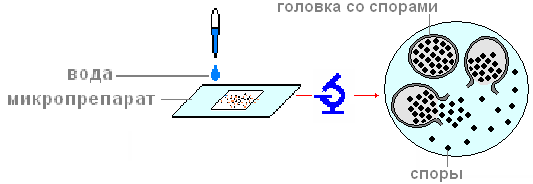 головка со спорами
вода
микропрепарат
споры